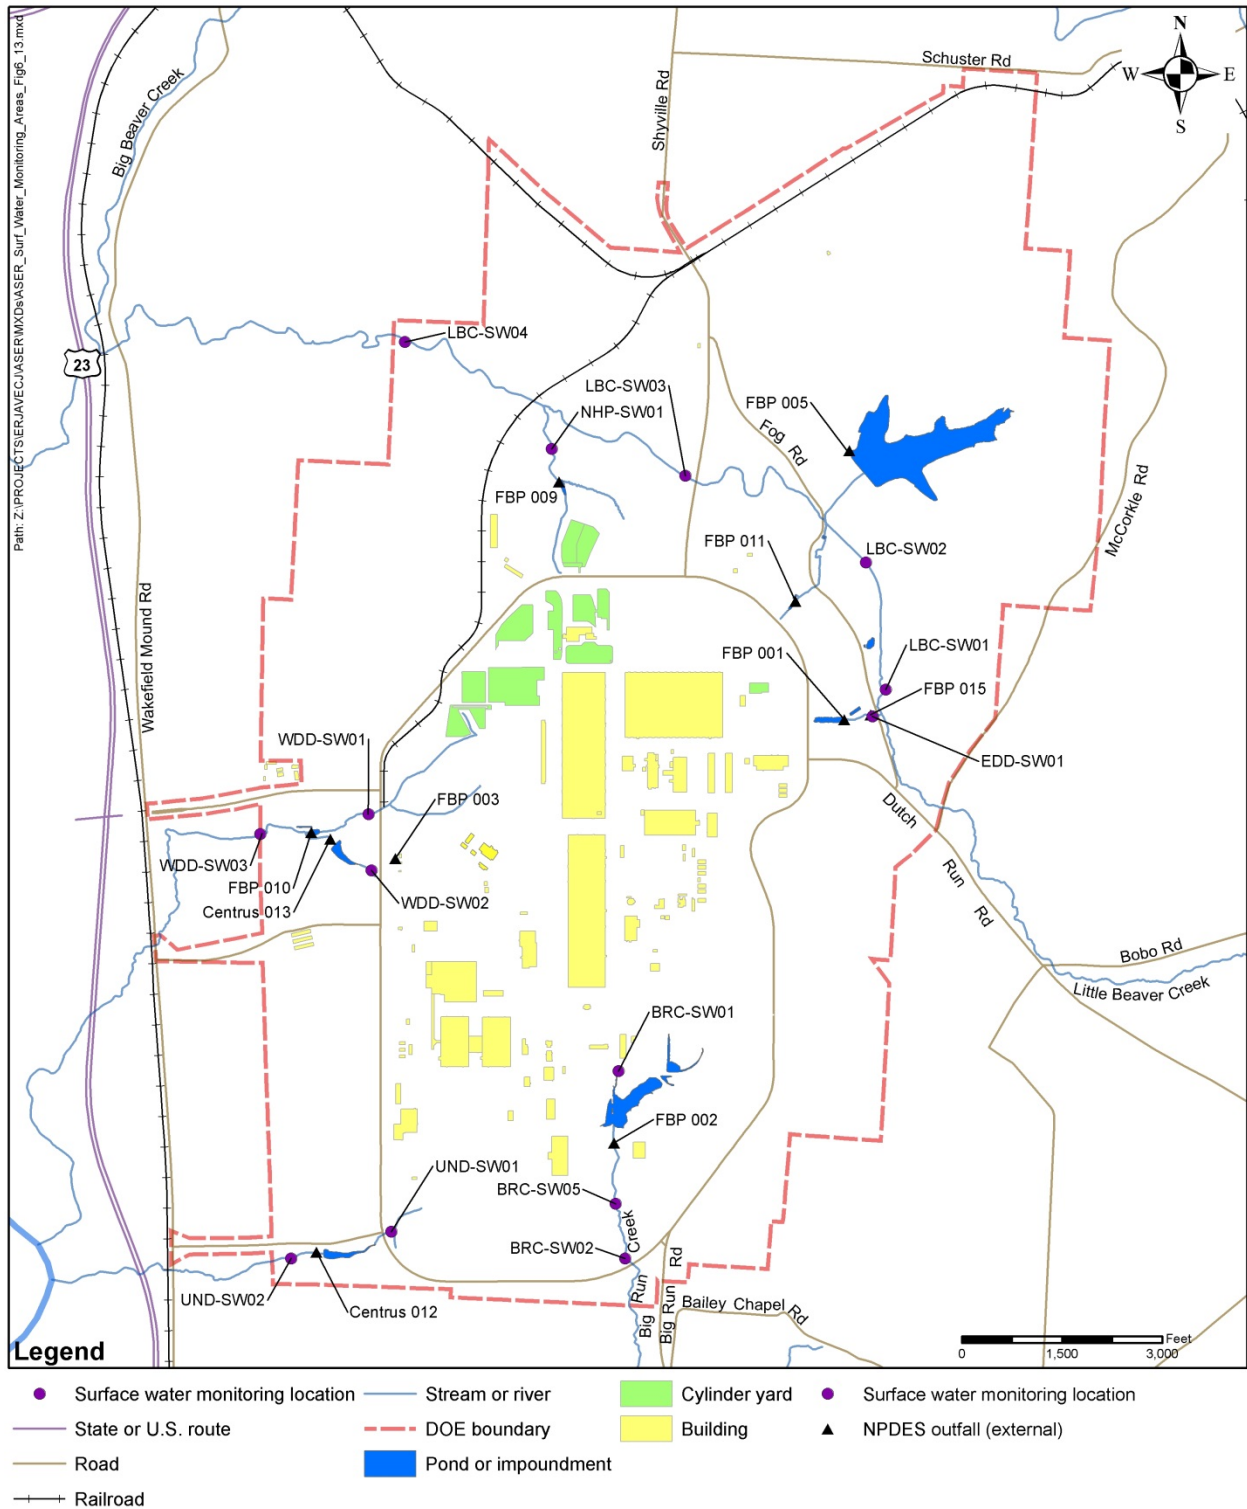 Path: Z:\PROJECTS\ERJAVECJ\ASER\MXDs\ASER_Surf_Water_Monitoring_Areas_Fig6_13.mxd
N
W
E
S
Schuster Rd
Shyville Rd
Big Beaver Creek
23
LBC-SW04
LBC-SW03
NHP-SW01
FBP 005
Fog Rd
FBP 009
McCorkle Rd
FBP 011
LBC-SW02
Wakefield Mound Rd
FBP 001
LBC-SW01
FBP 015
EDD-SW01
WDD-SW01
FBP 003
Dutch Run Rd
WDD-SW03
FBP 010
Centrus 013
WDD-SW02
Bobo Rd
Little Beaver Creek
BRC-SW01
FBP 002
UND-SW01
BRC-SW05
BRC-SW02
Big Run Creek
Big Run Rd
UND-SW02
Centrus 012
Bailey Chapel Rd
Feet
0 1,500 3,000
Legend
Surface water monitoring location
Stream or river
Cylinder yard
Surface water monitoring location
State or U.S. route
DOE boundary
Building
NPDES outfall (external)
Road
Pond or impoundment
Railroad